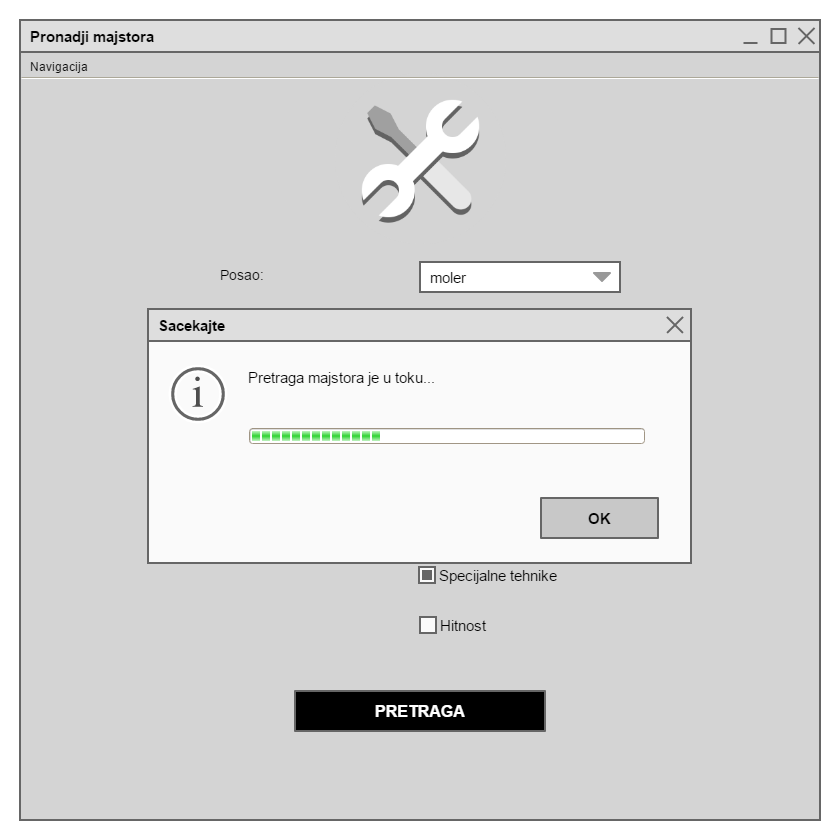 Pronadji majstora
Navigacija
Posao:
moler
Sacekajte
Pretraga majstora je u toku...
OK
Specijalne tehnike
Hitnost
PRETRAGA